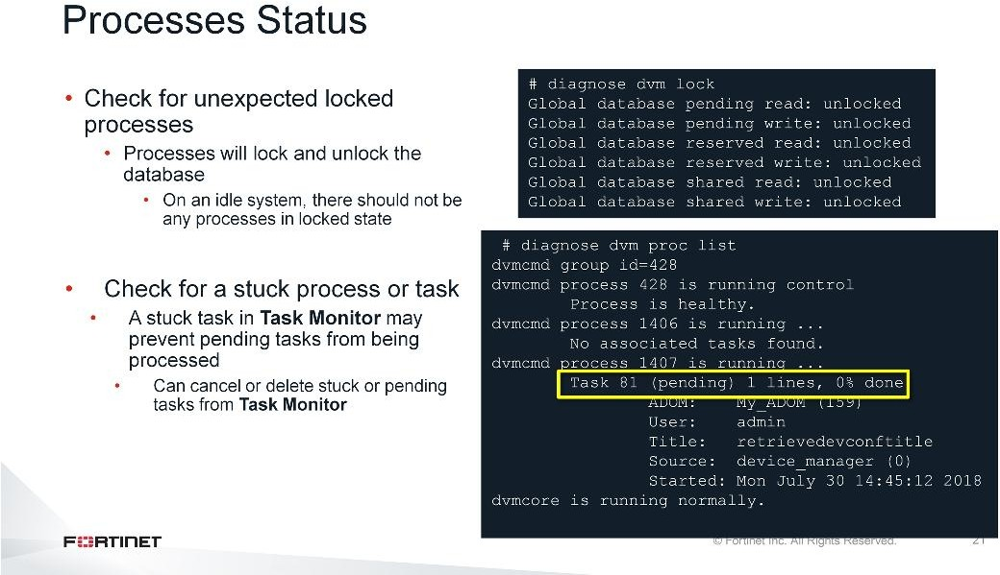 Processes Status
• Check for unexpected locked
processes
• Processes will lock and unlock the
database
• On an idle system, there should not be
any processes in locked state
• Check for a stuck process or task
• A stuck task in Task Monitor may
prevent pending tasks from being
processed
• Can cancel or delete stuck or pending
tasks from Task Monitor
# diagnose dvm lock
Global database pending read: unlocked
Global database pending write: unlocked
Global database reserved read: unlocked
Global database reserved write: unlocked
Global database shared read: unlocked
Global database shared write: unlocked
# diagnose dvm proc list
dvmcmd group id=428
dvmcmd process 428 is running control
Process is healthy.
dvmcmd process 1406 is running ...
No associated tasks found.
dvmcmd process 1407 is running ...
Task 81 (pending) 1 lines, 0% done
ADOM: My_ADOM (159)
User: admin
Title: retrievedevconftitle
Source: device_manager (0)
Started: Mon July 30 14:45:12 2018
dvmcore is running normally.
FORTINET
© Fortinet Inc. All Rights Reserved.
21